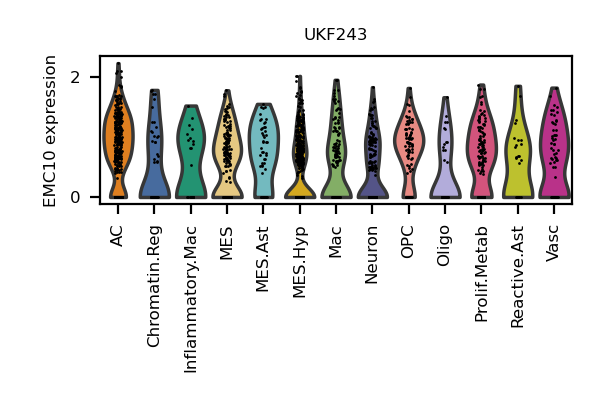 UKF243
EMC10 expression
2
0
AC
Chromatin.Reg
Inflammatory.Mac
MES
MES.Ast
MES.Hyp
Mac
Neuron
OPC
Oligo
Prolif.Metab
Reactive.Ast
Vasc